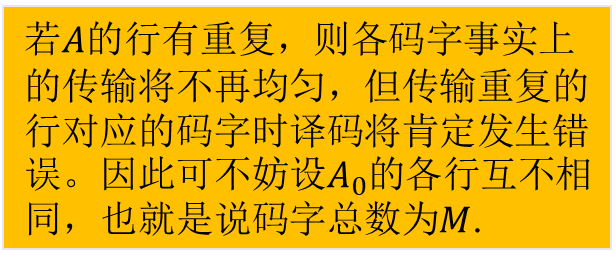 若A的行有重复，则各码字事实上
的传输将不再均匀，但传输重复的
行对应的码字时译码将肯定发生错
误。因此可不妨设A₀的各行互不相
同，也就是说码字总数为M.